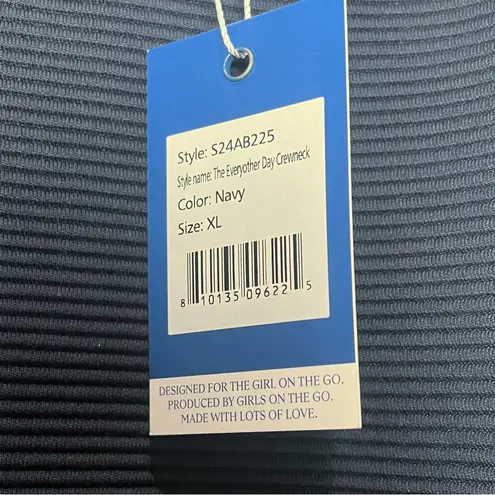 Style: S24AB225
Style name: The Everyother Day Crewneck
Color: Navy
Size: XL
8 10135 09622 5
DESIGNED FOR THE GIRL ON THE GO.
PRODUCED BY GIRLS ON THE GO.
MADE WITH LOTS OF LOVE.